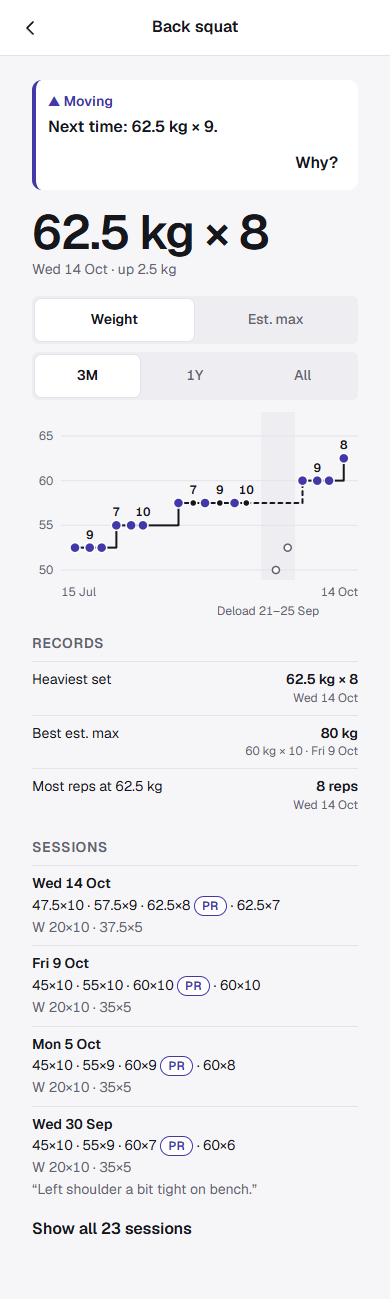 Back squat
▲ Moving
Next time: 62.5 kg × 9.
Why?
62.5 kg × 8
Wed 14 Oct · up 2.5 kg
Weight
Est. max
3M
1Y
All
65
60
55
50
9
7
10
7
9
10
9
8
15 Jul
14 Oct
Deload 21–25 Sep
RECORDS
Heaviest set
62.5 kg × 8
Wed 14 Oct
Best est. max
80 kg
60 kg × 10 · Fri 9 Oct
Most reps at 62.5 kg
8 reps
Wed 14 Oct
SESSIONS
Wed 14 Oct
47.5×10 · 57.5×9 · 62.5×8 PR · 62.5×7
W 20×10 · 37.5×5
Fri 9 Oct
45×10 · 55×10 · 60×10 PR · 60×10
W 20×10 · 35×5
Mon 5 Oct
45×10 · 55×9 · 60×9 PR · 60×8
W 20×10 · 35×5
Wed 30 Sep
45×10 · 55×9 · 60×7 PR · 60×6
W 20×10 · 35×5
“Left shoulder a bit tight on bench.”
Show all 23 sessions